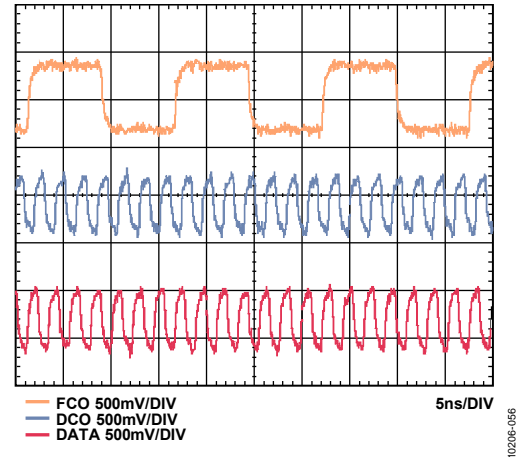 FCO 500mV/DIV
5ns/DIV
DCO 500mV/DIV
DATA 500mV/DIV
10206-056